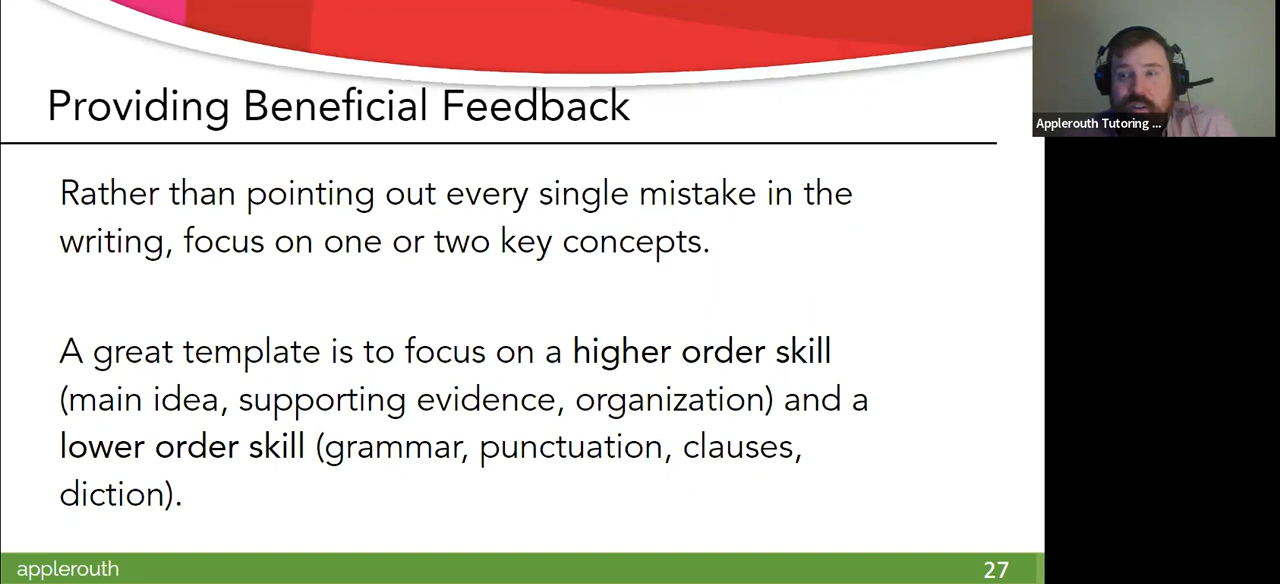 Providing Beneficial Feedback
Rather than pointing out every single mistake in the
writing, focus on one or two key concepts.
A great template is to focus on a higher order skill
(main idea, supporting evidence, organization) and a
lower order skill (grammar, punctuation, clauses,
diction).
applerouth
27
Applerouth Tutoring ...